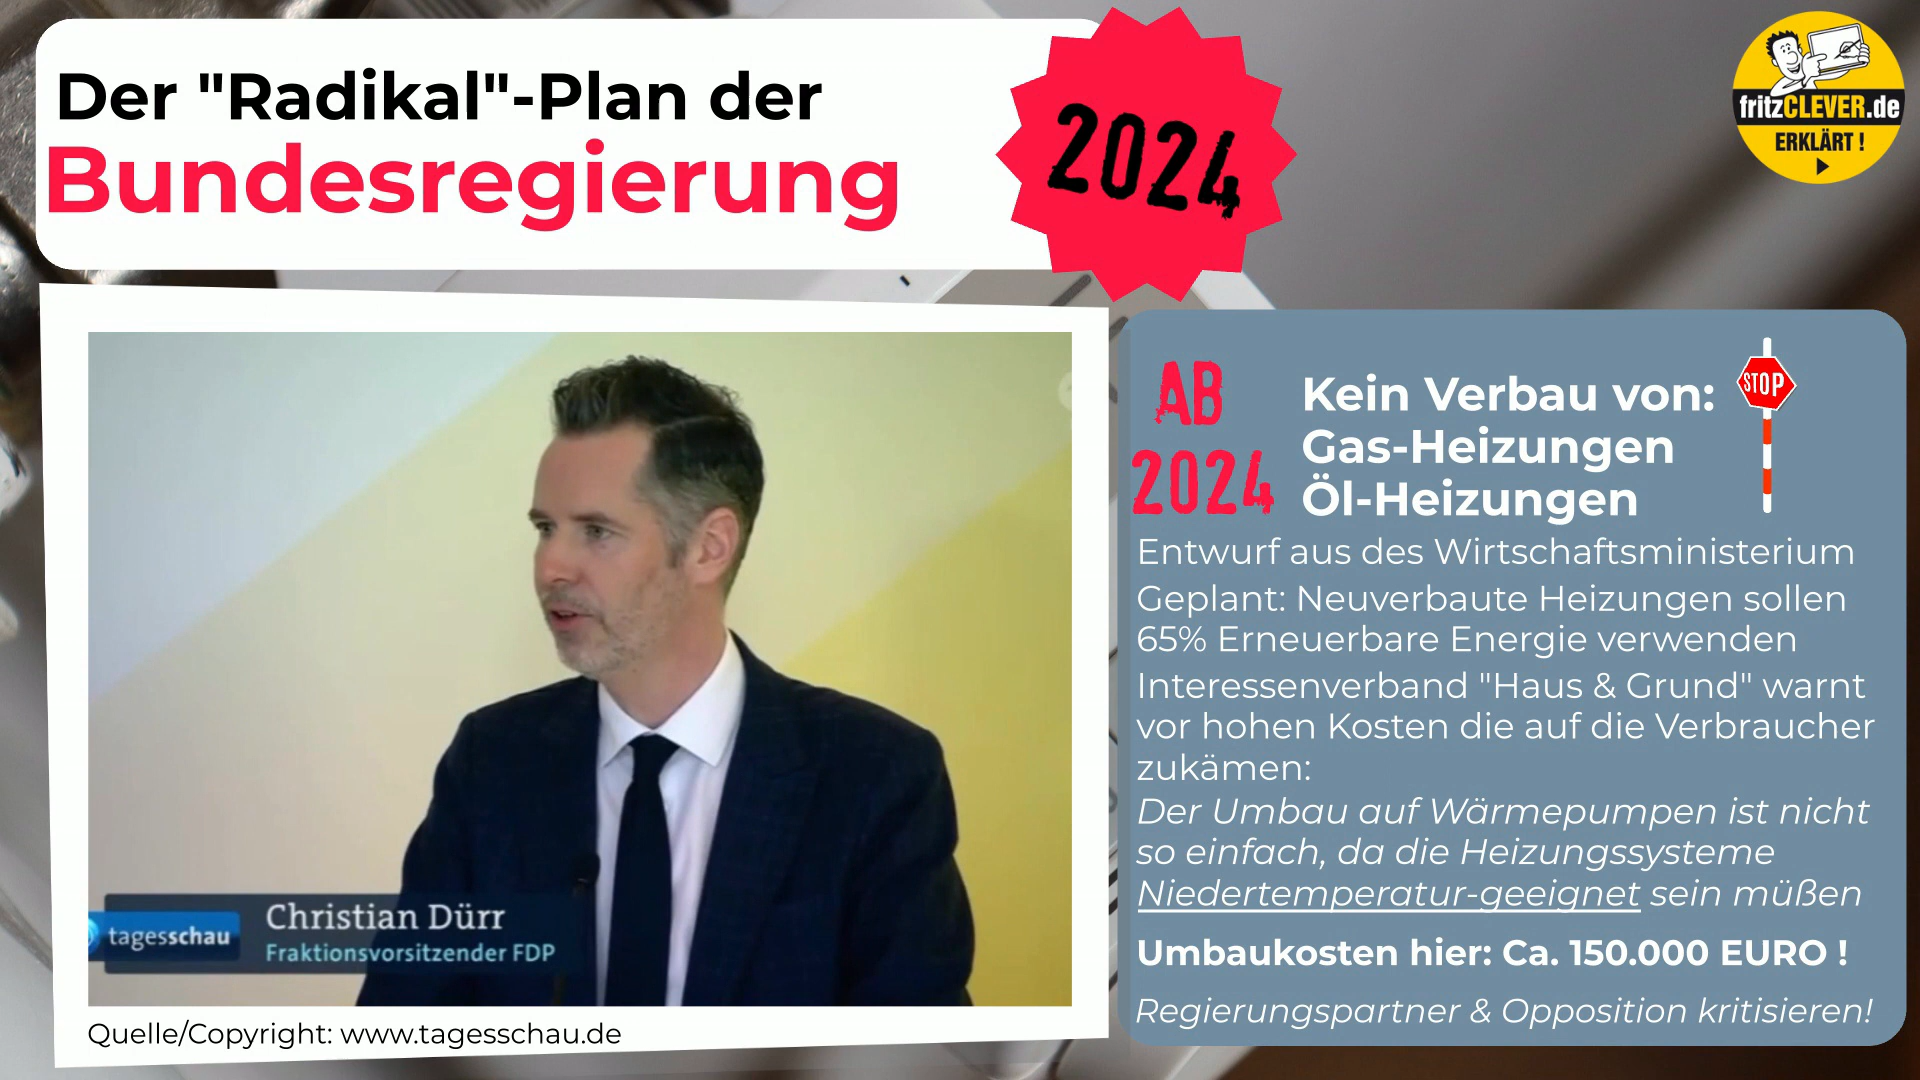 Der "Radikal"-Plan der
Bundesregierung
2024
fritzCLEVER.de
ERKLÄRT !
tagesschau
Christian Dürr
Fraktionsvorsitzender FDP
Quelle/Copyright: www.tagesschau.de
AB
2024
Kein Verbau von:
Gas-Heizungen
Öl-Heizungen
STOP
Entwurf aus des Wirtschaftsministerium
Geplant: Neuverbaute Heizungen sollen
65% Erneuerbare Energie verwenden
Interessenverband "Haus & Grund" warnt
vor hohen Kosten die auf die Verbraucher
zukämen:
Der Umbau auf Wärmepumpen ist nicht
so einfach, da die Heizungssysteme
Niedertemperatur-geeignet sein müßen
Umbaukosten hier: Ca. 150.000 EURO !
Regierungspartner & Opposition kritisieren!